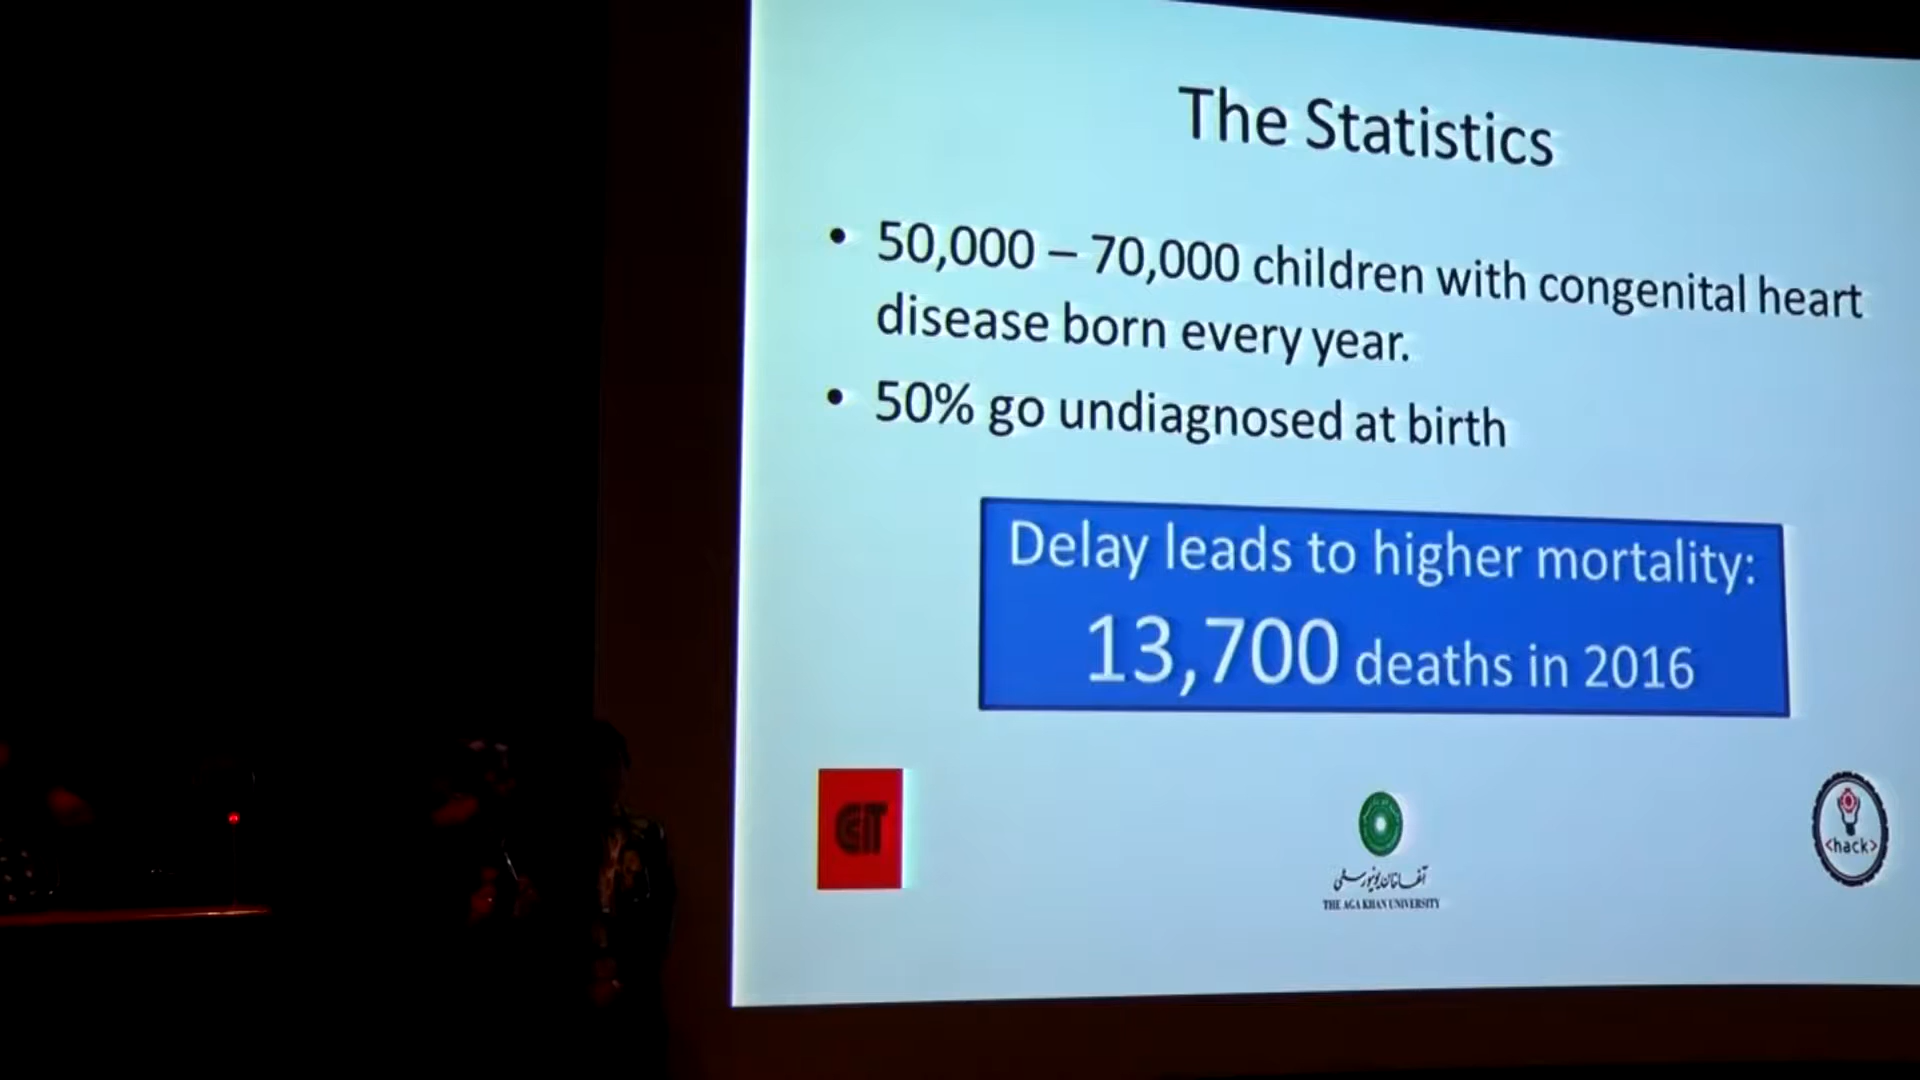 The Statistics
• 50,000 – 70,000 children with congenital heart
disease born every year.
• 50% go undiagnosed at birth
Delay leads to higher mortality:
13,700 deaths in 2016
THE AGA KHAN UNIVERSITY
<hack>